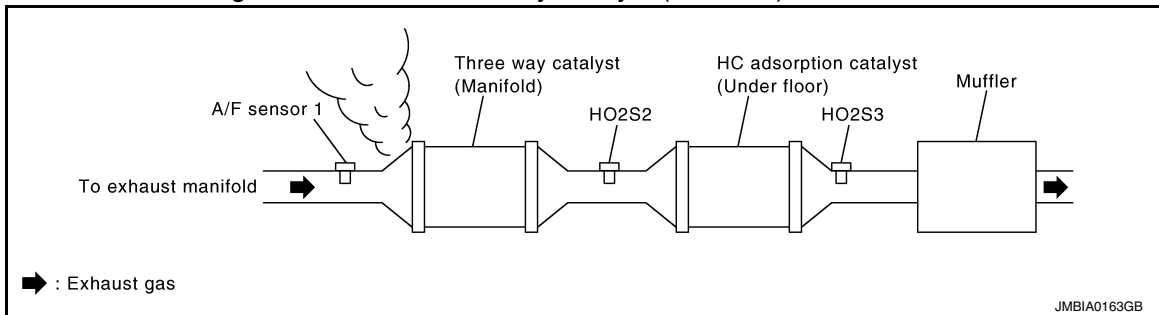 Three way catalyst
(Manifold)
HC adsorption catalyst
(Under floor)
Muffler
A/F sensor 1
HO2S2
HO2S3
To exhaust manifold
: Exhaust gas
JMBIA0163GB